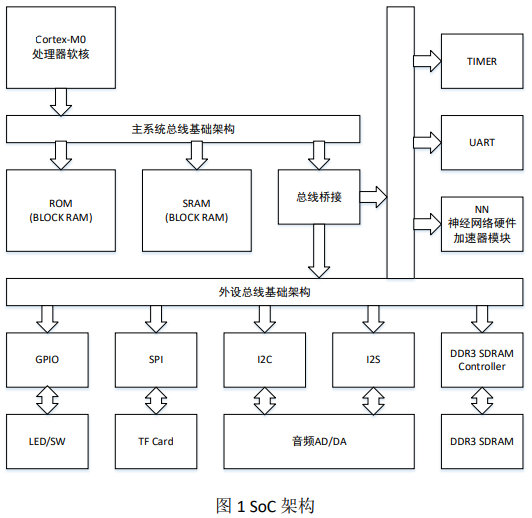 Cortex-M0
处理器软核
TIMER
主系统总线基础架构
UART
ROM
(BLOCK RAM)
SRAM
(BLOCK RAM)
总线桥接
NN
神经网络硬件
加速器模块
外设总线基础架构
GPIO
SPI
I2C
I2S
DDR3 SDRAM
Controller
LED/SW
TF Card
音频AD/DA
DDR3 SDRAM
图 1 SoC 架构